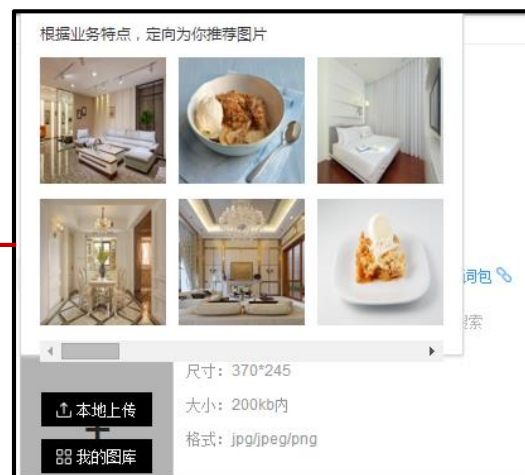 根据业务特点，定向为你推荐图片
词包
搜索
尺寸：370*245
大小：200kb内
格式：jpg/jpeg/png
本地上传
我的图库